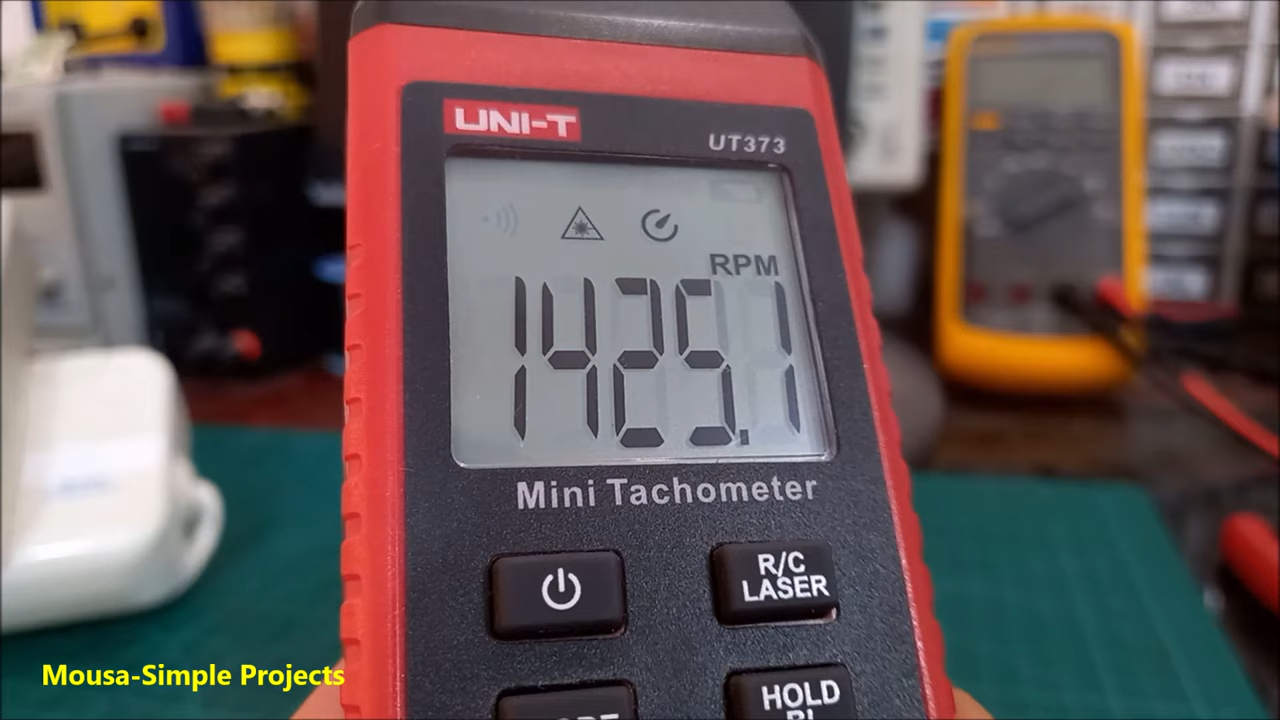 UNI-T
UT373
RPM
1425.1
Mini Tachometer
R/C
LASER
HOLD
Mousa-Simple Projects